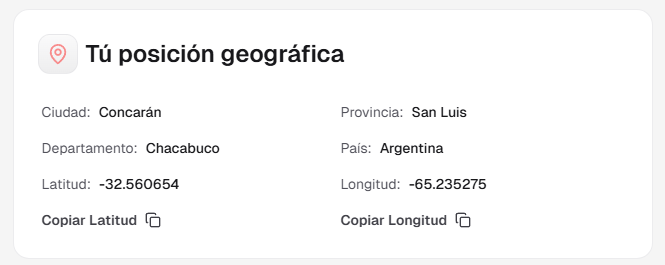 Tú posición geográfica
Ciudad: Concarán
Provincia: San Luis
Departamento: Chacabuco
País: Argentina
Latitud: -32.560654
Longitud: -65.235275
Copiar Latitud
Copiar Longitud